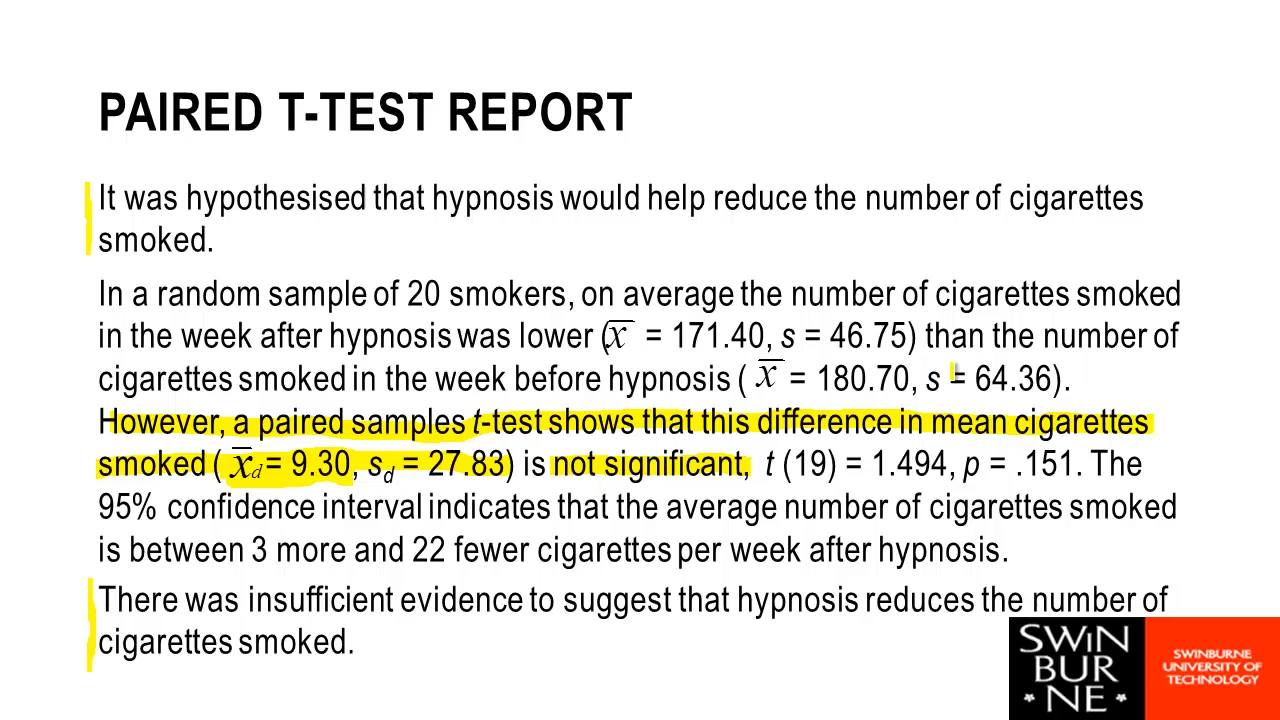 PAIRED T-TEST REPORT
It was hypothesised that hypnosis would help reduce the number of cigarettes
smoked.
In a random sample of 20 smokers, on average the number of cigarettes smoked
in the week after hypnosis was lower (x̅ = 171.40, s = 46.75) than the number of
cigarettes smoked in the week before hypnosis ( x̅ = 180.70, s = 64.36).
However, a paired samples t-test shows that this difference in mean cigarettes
smoked ( x̅d = 9.30, sd = 27.83) is not significant, t (19) = 1.494, p = .151. The
95% confidence interval indicates that the average number of cigarettes smoked
is between 3 more and 22 fewer cigarettes per week after hypnosis.
There was insufficient evidence to suggest that hypnosis reduces the number of
cigarettes smoked.
SWiN
BUR
* NE *
SWINBURNE
UNIVERSITY OF
TECHNOLOGY